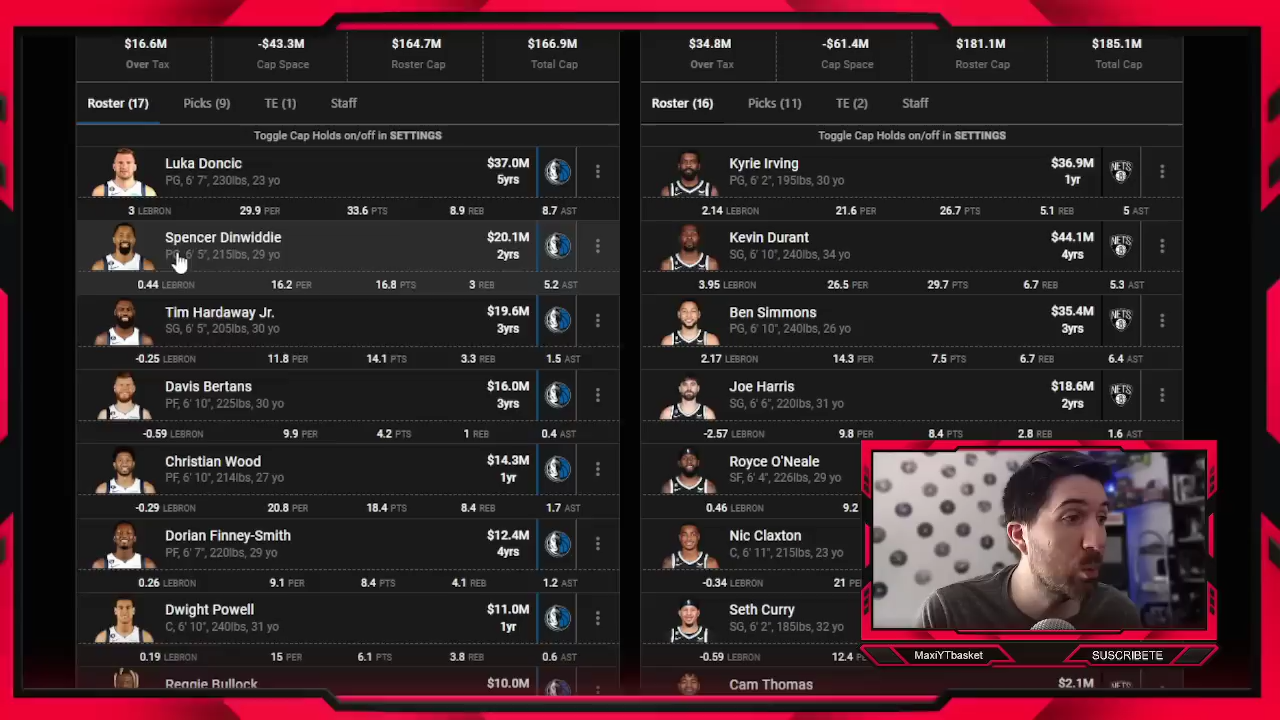 $16.6M -$43.3M $164.7M $166.9M
Over Tax Cap Space Roster Cap Total Cap
Roster (17) Picks (9) TE (1) Staff
Toggle Cap Holds on/off in SETTINGS
Luka Doncic $37.0M
PG, 6' 7", 230lbs, 23 yo 5yrs
3 LEBRON 29.9 PER 33.6 PTS 8.9 REB 8.7 AST
Spencer Dinwiddie $20.1M
PG, 6' 5", 215lbs, 29 yo 2yrs
0.44 LEBRON 16.2 PER 16.8 PTS 3 REB 5.2 AST
Tim Hardaway Jr. $19.6M
SG, 6' 5", 205lbs, 30 yo 3yrs
-0.25 LEBRON 11.8 PER 14.1 PTS 3.3 REB 1.5 AST
Davis Bertans $16.0M
PF, 6' 10", 225lbs, 30 yo 3yrs
-0.59 LEBRON 9.9 PER 4.2 PTS 1 REB 0.4 AST
Christian Wood $14.3M
PF, 6' 10", 214lbs, 27 yo 1yr
-0.29 LEBRON 20.8 PER 18.4 PTS 8.4 REB 1.7 AST
Dorian Finney-Smith $12.4M
PF, 6' 7", 220lbs, 29 yo 4yrs
0.26 LEBRON 9.1 PER 8.4 PTS 4.1 REB 1.2 AST
Dwight Powell $11.0M
C, 6' 10", 240lbs, 31 yo 1yr
0.19 LEBRON 15 PER 6.1 PTS 3.8 REB 0.6 AST
Reggie Bullock $10.0M
$34.8M -$61.4M $181.1M $185.1M
Over Tax Cap Space Roster Cap Total Cap
Roster (16) Picks (11) TE (2) Staff
Toggle Cap Holds on/off in SETTINGS
Kyrie Irving $36.9M
PG, 6' 2", 195lbs, 30 yo 1yr
NETS
2.14 LEBRON 21.6 PER 26.7 PTS 5.1 REB 5 AST
Kevin Durant $44.1M
SG, 6' 10", 240lbs, 34 yo 4yrs
NETS
3.95 LEBRON 26.5 PER 29.7 PTS 6.7 REB 5.3 AST
Ben Simmons $35.4M
PG, 6' 10", 240lbs, 26 yo 3yrs
NETS
2.17 LEBRON 14.3 PER 7.5 PTS 6.7 REB 6.4 AST
Joe Harris $18.6M
SG, 6' 6", 220lbs, 31 yo 2yrs
NETS
-2.57 LEBRON 9.8 PER 8.4 PTS 2.8 REB 1.6 AST
Royce O'Neale
SF, 6' 4", 226lbs, 29 yo
0.46 LEBRON 9.2
Nic Claxton
C, 6' 11", 215lbs, 23 yo
-0.34 LEBRON 21 PER
Seth Curry
SG, 6' 2", 185lbs, 32 yo
-0.59 LEBRON 12.4
Cam Thomas $2.1M
MaxiYTbasket SUSCRIBETE